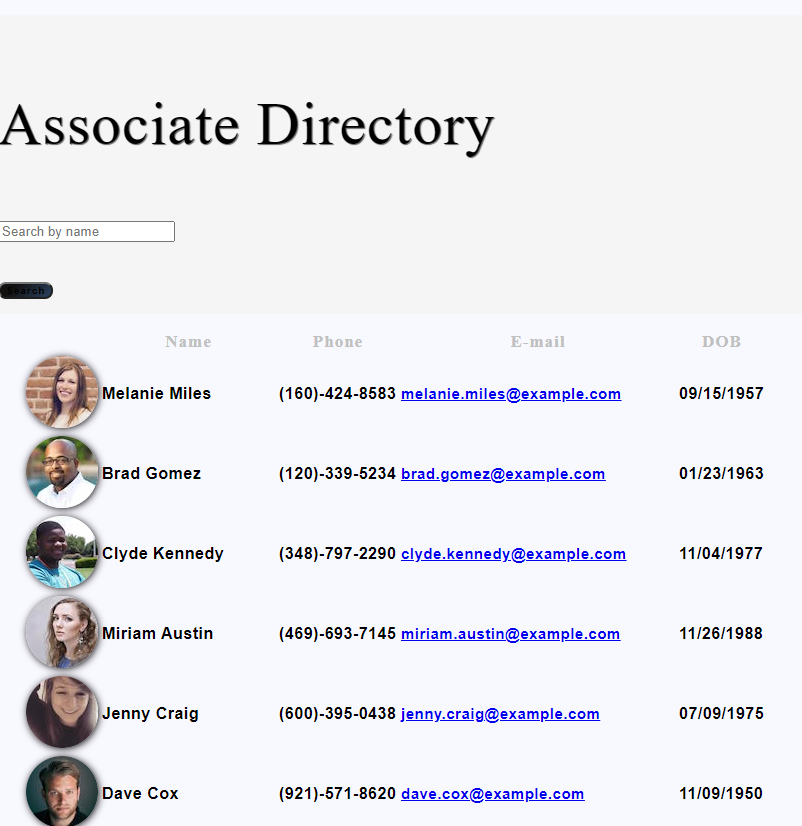 Associate Directory
Search by name
Search
Name Phone E-mail DOB
Melanie Miles (160)-424-8583 melanie.miles@example.com 09/15/1957
Brad Gomez (120)-339-5234 brad.gomez@example.com 01/23/1963
Clyde Kennedy (348)-797-2290 clyde.kennedy@example.com 11/04/1977
Miriam Austin (469)-693-7145 miriam.austin@example.com 11/26/1988
Jenny Craig (600)-395-0438 jenny.craig@example.com 07/09/1975
Dave Cox (921)-571-8620 dave.cox@example.com 11/09/1950